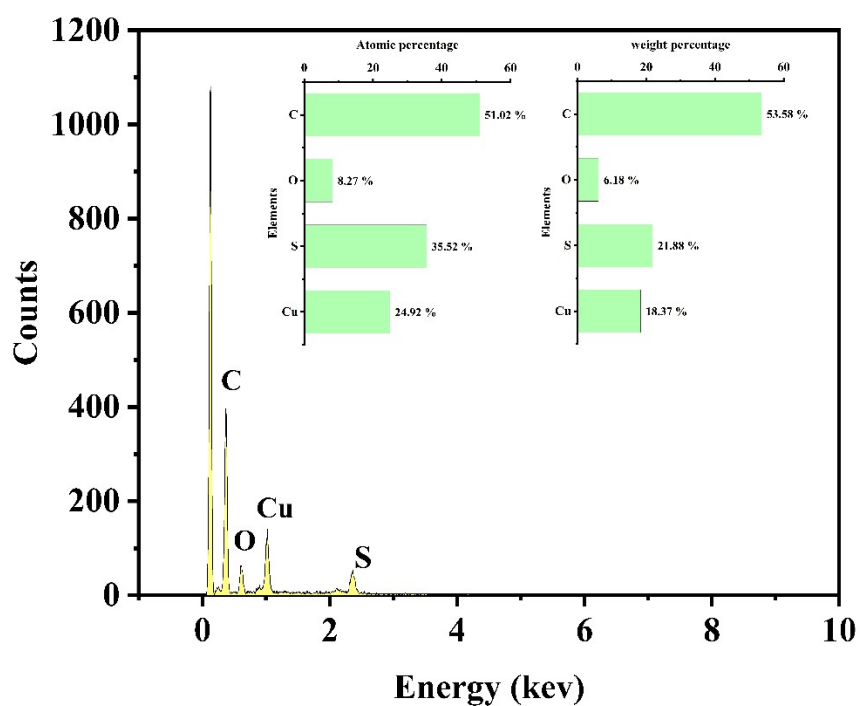 1200
1000
800
600
400
200
0
Counts
0 2 4 6 8 10
Energy (kev)
C
O
Cu
S
Atomic percentage
0 20 40 60
Elements
C 51.02 %
O 8.27 %
S 35.52 %
Cu 24.92 %
weight percentage
0 20 40 60
Elements
C 53.58 %
O 6.18 %
S 21.88 %
Cu 18.37 %